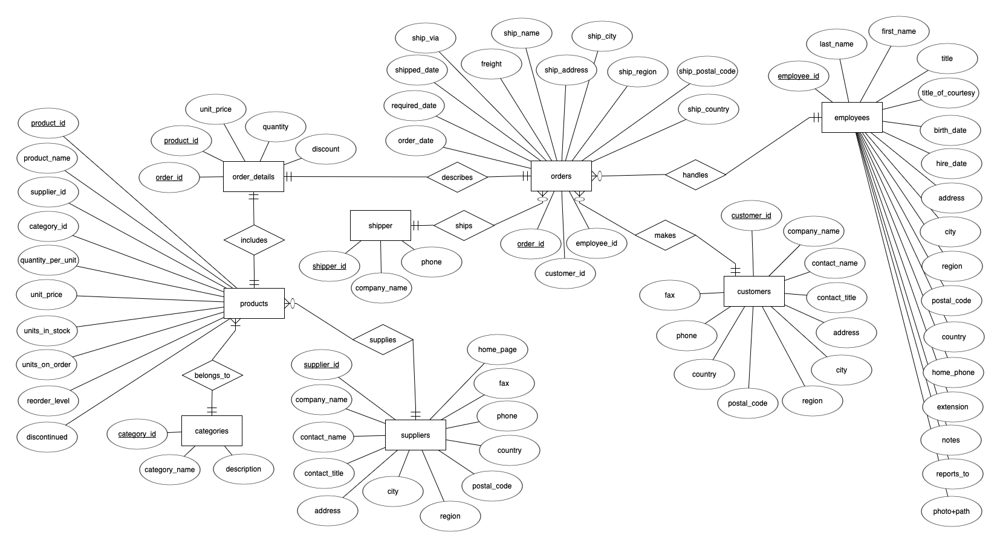 ship_via
ship_name
ship_city
first_name
last_name
title
shipped_date
freight
ship_address
ship_region
ship_postal_code
employee_id
title_of_courtesy
required_date
ship_country
employees
order_date
birth_date
hire_date
unit_price
quantity
product_id
discount
order_id
order_details
describes
orders
handles
product_id
product_name
supplier_id
category_id
quantity_per_unit
unit_price
units_in_stock
units_on_order
reorder_level
discontinued
includes
shipper
ships
makes
customer_id
company_name
address
city
region
postal_code
country
home_phone
extension
notes
reports_to
photo+path
shipper_id
company_name
phone
order_id
employee_id
customer_id
contact_name
contact_title
customers
fax
phone
country
postal_code
region
city
address
products
supplies
belongs_to
categories
category_id
category_name
description
supplier_id
company_name
contact_name
contact_title
address
city
region
postal_code
country
phone
fax
home_page
suppliers